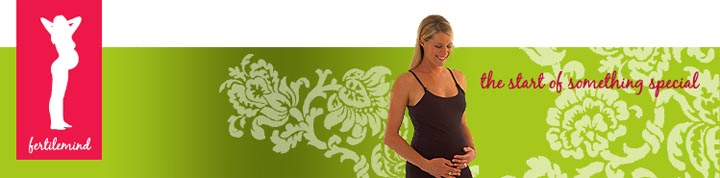 fertilemind
the start of something special